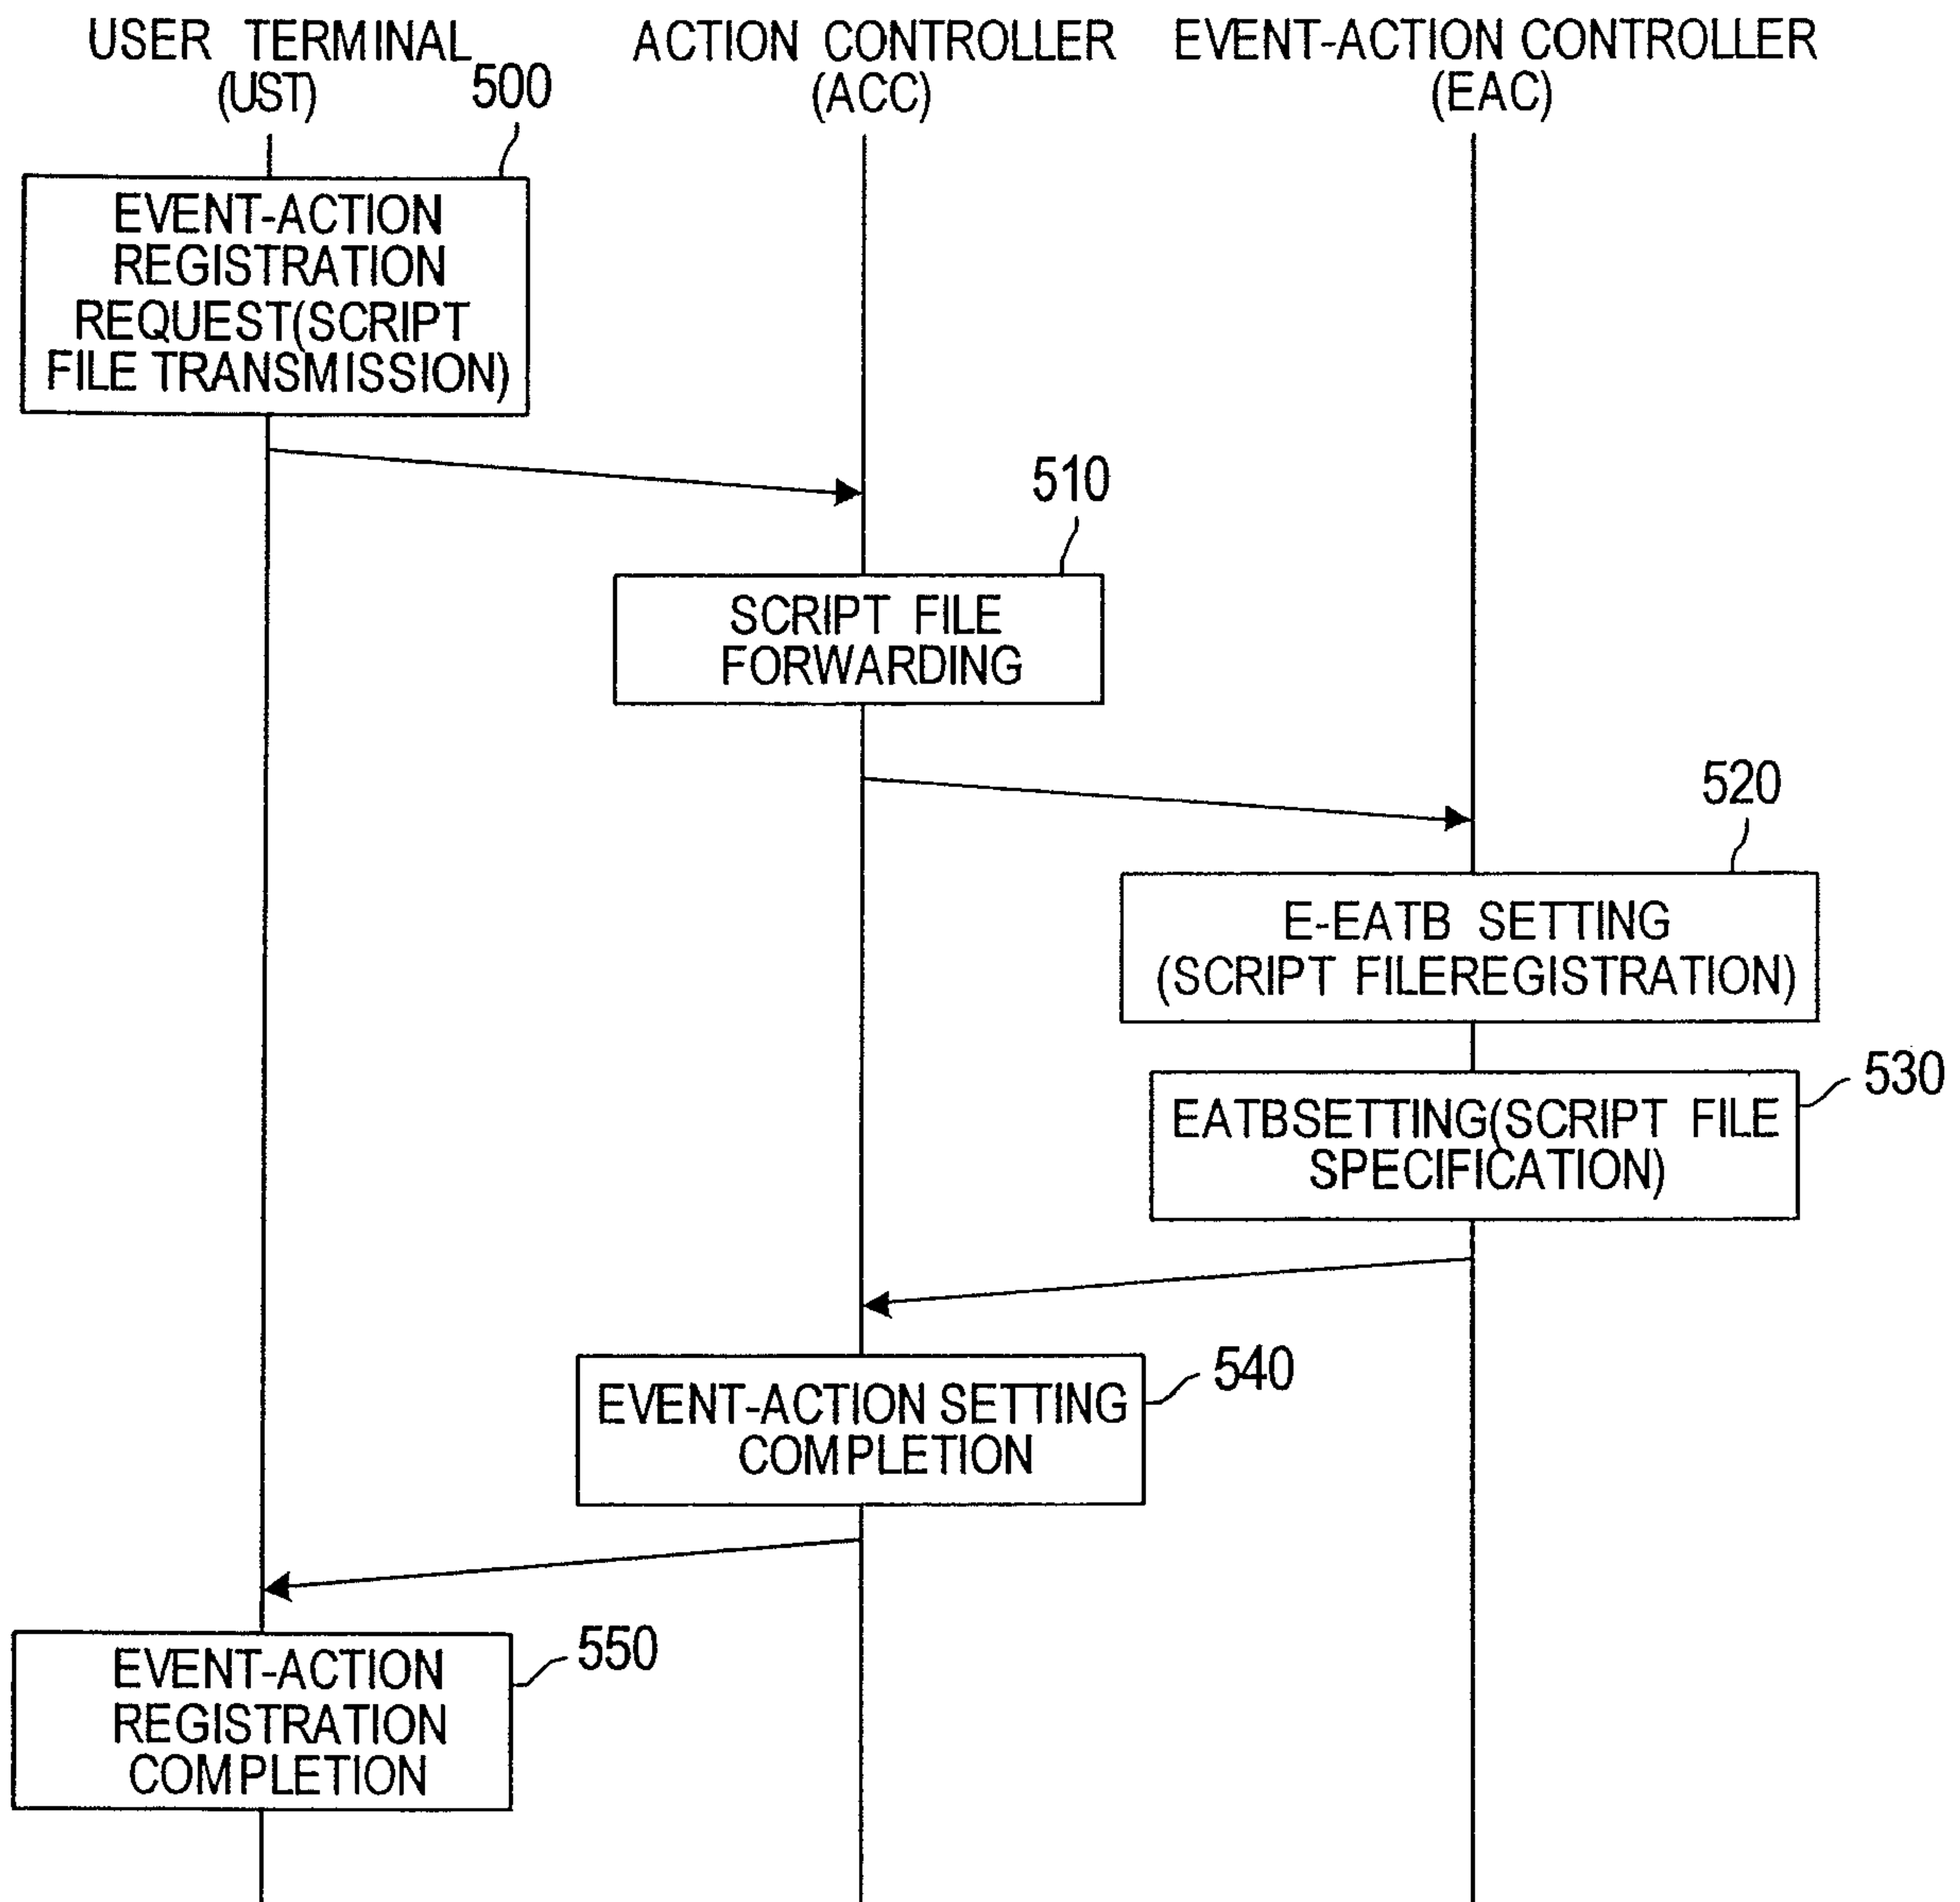 USER TERMINAL
(UST)
ACTION CONTROLLER
(ACC)
EVENT-ACTION CONTROLLER
(EAC)
500
EVENT-ACTION
REGISTRATION
REQUEST(SCRIPT
FILE TRANSMISSION)
510
SCRIPT FILE
FORWARDING
520
E-EATB SETTING
(SCRIPT FILEREGISTRATION)
530
EATBSETTING(SCRIPT FILE
SPECIFICATION)
540
EVENT-ACTION SETTING
COMPLETION
550
EVENT-ACTION
REGISTRATION
COMPLETION